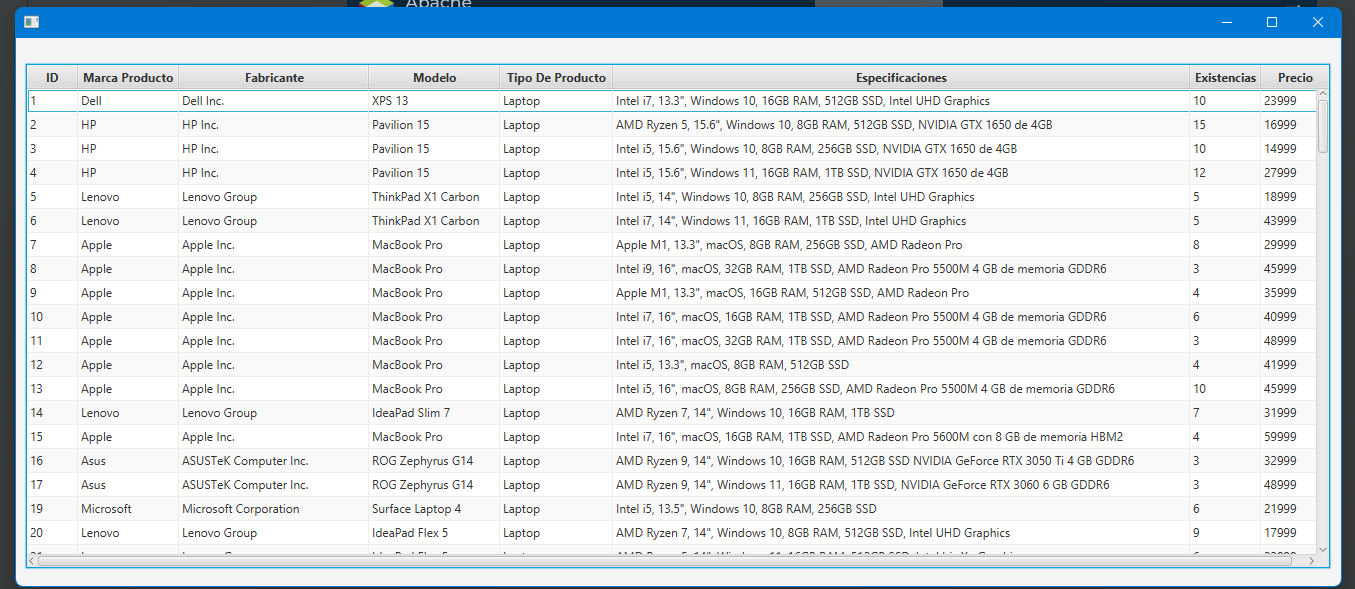 Apache
ID Marca Producto Fabricante Modelo Tipo De Producto Especificaciones Existencias Precio
1 Dell Dell Inc. XPS 13 Laptop Intel i7, 13.3", Windows 10, 16GB RAM, 512GB SSD, Intel UHD Graphics 10 23999
2 HP HP Inc. Pavilion 15 Laptop AMD Ryzen 5, 15.6", Windows 10, 8GB RAM, 512GB SSD, NVIDIA GTX 1650 de 4GB 15 16999
3 HP HP Inc. Pavilion 15 Laptop Intel i5, 15.6", Windows 10, 8GB RAM, 256GB SSD, NVIDIA GTX 1650 de 4GB 10 14999
4 HP HP Inc. Pavilion 15 Laptop Intel i5, 15.6", Windows 11, 16GB RAM, 1TB SSD, NVIDIA GTX 1650 de 4GB 12 27999
5 Lenovo Lenovo Group ThinkPad X1 Carbon Laptop Intel i5, 14", Windows 10, 8GB RAM, 256GB SSD, Intel UHD Graphics 5 18999
6 Lenovo Lenovo Group ThinkPad X1 Carbon Laptop Intel i7, 14", Windows 11, 16GB RAM, 1TB SSD, Intel UHD Graphics 5 43999
7 Apple Apple Inc. MacBook Pro Laptop Apple M1, 13.3", macOS, 8GB RAM, 256GB SSD, AMD Radeon Pro 8 29999
8 Apple Apple Inc. MacBook Pro Laptop Intel i9, 16", macOS, 32GB RAM, 1TB SSD, AMD Radeon Pro 5500M 4 GB de memoria GDDR6 3 45999
9 Apple Apple Inc. MacBook Pro Laptop Apple M1, 13.3", macOS, 16GB RAM, 512GB SSD, AMD Radeon Pro 4 35999
10 Apple Apple Inc. MacBook Pro Laptop Intel i7, 16", macOS, 16GB RAM, 1TB SSD, AMD Radeon Pro 5500M 4 GB de memoria GDDR6 6 40999
11 Apple Apple Inc. MacBook Pro Laptop Intel i7, 16", macOS, 32GB RAM, 1TB SSD, AMD Radeon Pro 5500M 4 GB de memoria GDDR6 3 48999
12 Apple Apple Inc. MacBook Pro Laptop Intel i5, 13.3", macOS, 8GB RAM, 512GB SSD 4 41999
13 Apple Apple Inc. MacBook Pro Laptop Intel i5, 16", macOS, 8GB RAM, 256GB SSD, AMD Radeon Pro 5500M 4 GB de memoria GDDR6 10 45999
14 Lenovo Lenovo Group IdeaPad Slim 7 Laptop AMD Ryzen 7, 14", Windows 10, 16GB RAM, 1TB SSD 7 31999
15 Apple Apple Inc. MacBook Pro Laptop Intel i7, 16", macOS, 16GB RAM, 1TB SSD, AMD Radeon Pro 5600M con 8 GB de memoria HBM2 4 59999
16 Asus ASUSTeK Computer Inc. ROG Zephyrus G14 Laptop AMD Ryzen 9, 14", Windows 10, 16GB RAM, 512GB SSD NVIDIA GeForce RTX 3050 Ti 4 GB GDDR6 3 32999
17 Asus ASUSTeK Computer Inc. ROG Zephyrus G14 Laptop AMD Ryzen 9, 14", Windows 11, 16GB RAM, 1TB SSD, NVIDIA GeForce RTX 3060 6 GB GDDR6 3 48999
19 Microsoft Microsoft Corporation Surface Laptop 4 Laptop Intel i5, 13.5", Windows 10, 8GB RAM, 256GB SSD 6 21999
20 Lenovo Lenovo Group IdeaPad Flex 5 Laptop AMD Ryzen 7, 14", Windows 10, 8GB RAM, 512GB SSD, Intel UHD Graphics 9 17999